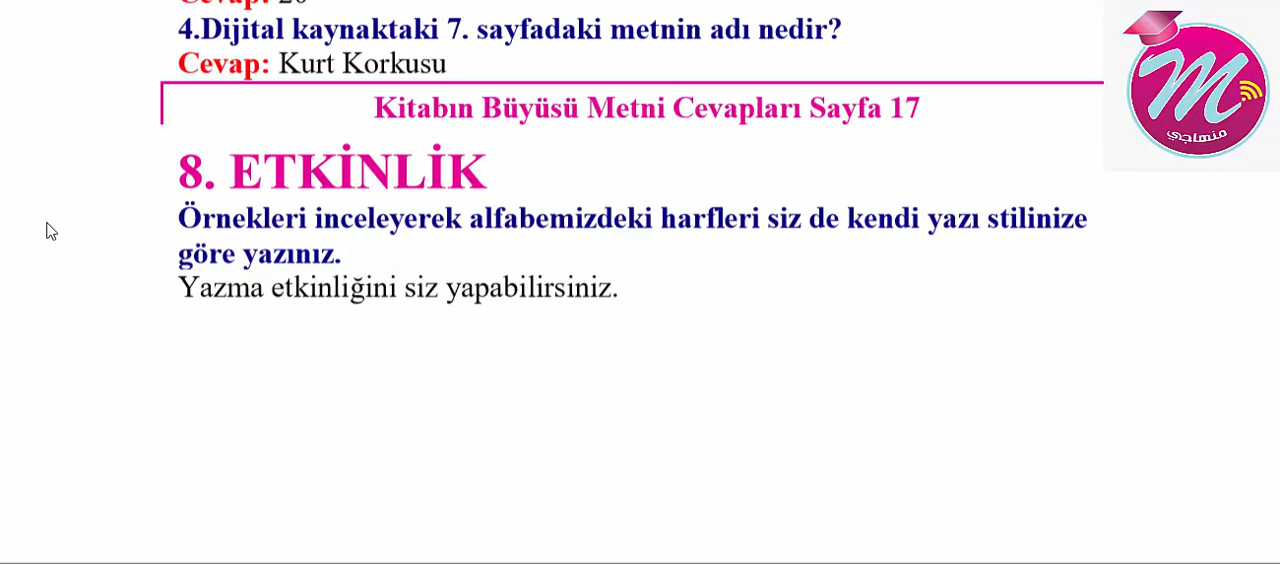 4.Dijital kaynaktaki 7. sayfadaki metnin adı nedir?
Cevap: Kurt Korkusu
Kitabın Büyüsü Metni Cevapları Sayfa 17
8. ETKİNLİK
Örnekleri inceleyerek alfabemizdeki harfleri siz de kendi yazı stilinize
göre yazınız.
Yazma etkinliğini siz yapabilirsiniz.
منهاجي